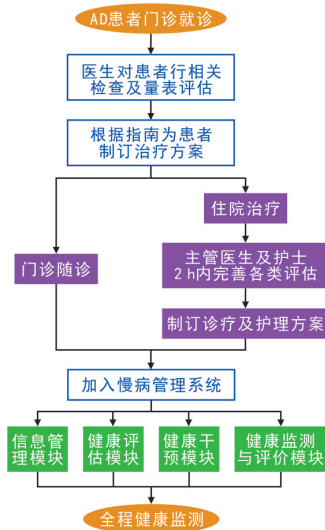 AD患者门诊就诊
医生对患者行相关
检查及量表评估
根据指南为患者
制订治疗方案
住院治疗
门诊随诊
主管医生及护士
2 h内完善各类评估
制订诊疗及护理方案
加入慢病管理系统
信息管
理模块
健康评
估模块
健康干
预模块
健康监测
与评价模块
全程健康监测